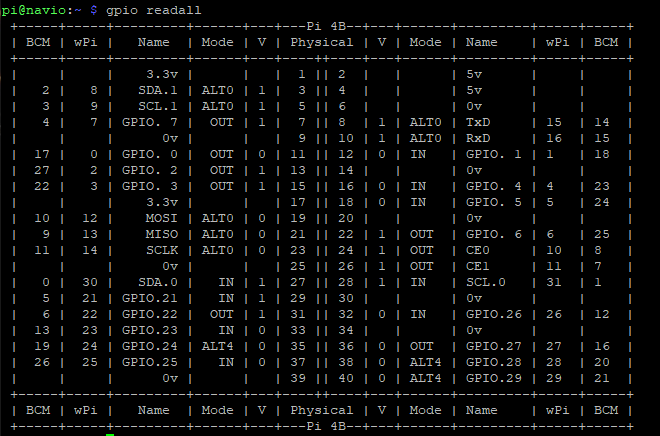 pi@navio:~ $ gpio readall
 +-----+-----+---------+------+---+---Pi 4B--+---+------+---------+-----+-----+
 | BCM | wPi |   Name  | Mode | V | Physical | V | Mode | Name    | wPi | BCM |
 +-----+-----+---------+------+---+----++----+---+------+---------+-----+-----+
 |     |     |    3.3v |      |   |  1 || 2  |   |      | 5v      |     |     |
 |   2 |   8 |   SDA.1 | ALT0 | 1 |  3 || 4  |   |      | 5v      |     |     |
 |   3 |   9 |   SCL.1 | ALT0 | 1 |  5 || 6  |   |      | 0v      |     |     |
 |   4 |   7 | GPIO. 7 |  OUT | 1 |  7 || 8  | 1 | ALT0 | TxD     | 15  | 14  |
 |     |     |      0v |      |   |  9 || 10 | 1 | ALT0 | RxD     | 16  | 15  |
 |  17 |   0 | GPIO. 0 |  OUT | 0 | 11 || 12 | 0 | IN   | GPIO. 1 | 1   | 18  |
 |  27 |   2 | GPIO. 2 |  OUT | 1 | 13 || 14 |   |      | 0v      |     |     |
 |  22 |   3 | GPIO. 3 |  OUT | 1 | 15 || 16 | 0 | IN   | GPIO. 4 | 4   | 23  |
 |     |     |    3.3v |      |   | 17 || 18 | 0 | IN   | GPIO. 5 | 5   | 24  |
 |  10 |  12 |    MOSI | ALT0 | 0 | 19 || 20 |   |      | 0v      |     |     |
 |   9 |  13 |    MISO | ALT0 | 0 | 21 || 22 | 1 | OUT  | GPIO. 6 | 6   | 25  |
 |  11 |  14 |    SCLK | ALT0 | 0 | 23 || 24 | 1 | OUT  | CE0     | 10  | 8   |
 |     |     |      0v |      |   | 25 || 26 | 1 | OUT  | CE1     | 11  | 7   |
 |   0 |  30 |   SDA.0 |   IN | 1 | 27 || 28 | 1 | IN   | SCL.0   | 31  | 1   |
 |   5 |  21 | GPIO.21 |   IN | 1 | 29 || 30 |   |      | 0v      |     |     |
 |   6 |  22 | GPIO.22 |  OUT | 1 | 31 || 32 | 0 | IN   | GPIO.26 | 26  | 12  |
 |  13 |  23 | GPIO.23 |   IN | 0 | 33 || 34 |   |      | 0v      |     |     |
 |  19 |  24 | GPIO.24 | ALT4 | 0 | 35 || 36 | 0 | OUT  | GPIO.27 | 27  | 16  |
 |  26 |  25 | GPIO.25 |   IN | 0 | 37 || 38 | 0 | ALT4 | GPIO.28 | 28  | 20  |
 |     |     |      0v |      |   | 39 || 40 | 0 | ALT4 | GPIO.29 | 29  | 21  |
 +-----+-----+---------+------+---+----++----+---+------+---------+-----+-----+
 | BCM | wPi |   Name  | Mode | V | Physical | V | Mode | Name    | wPi | BCM |
 +-----+-----+---------+------+---+---Pi 4B--+---+------+---------+-----+-----+